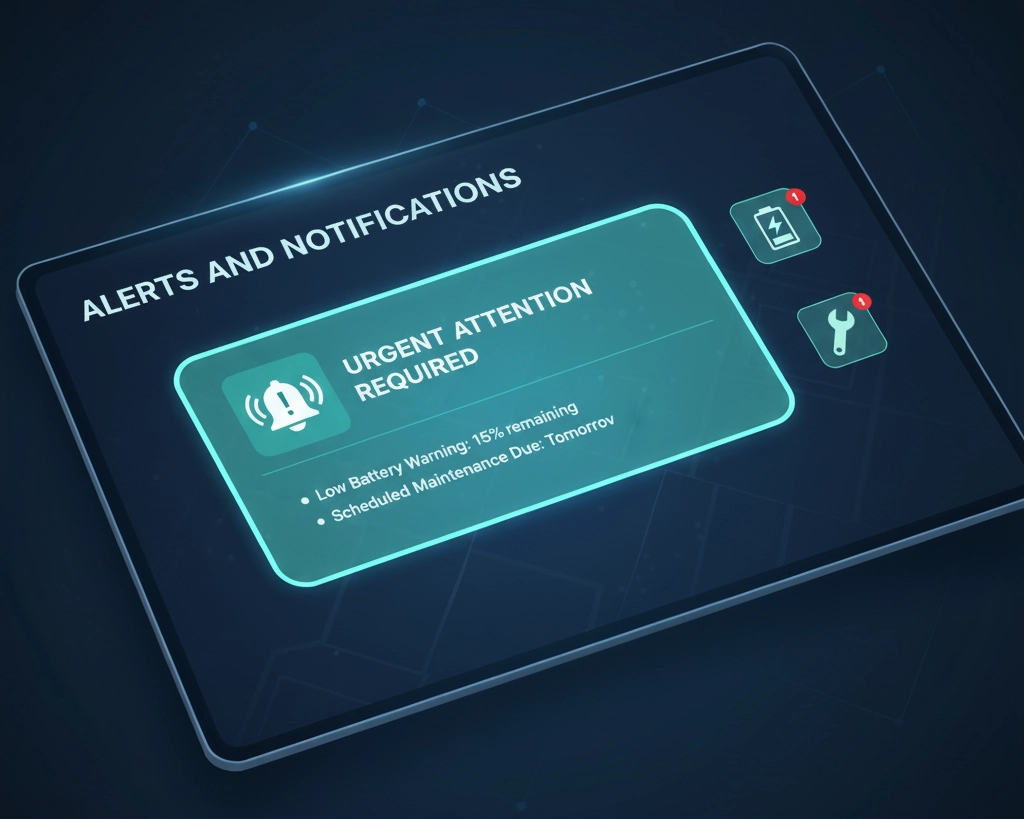 ALERTS AND NOTIFICATIONS
URGENT ATTENTION
REQUIRED
• Low Battery Warning: 15% remaining
• Scheduled Maintenance Due: Tomorrov
1
1
!